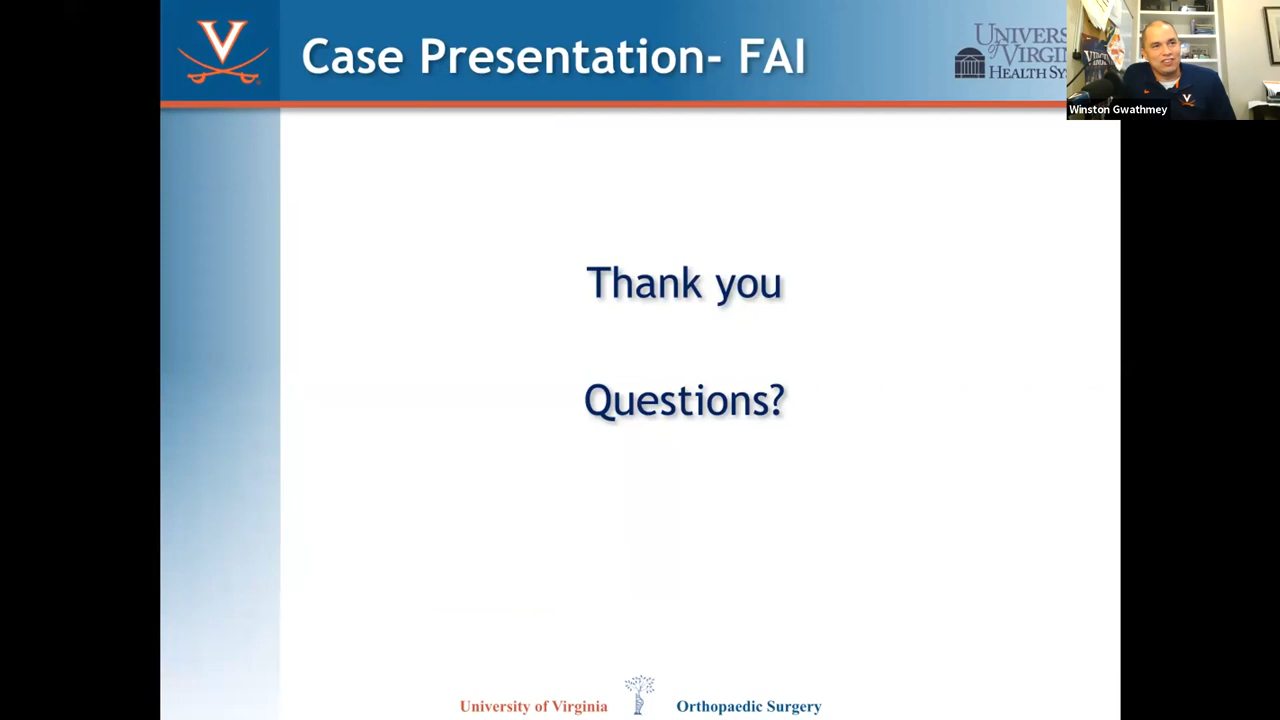 V
Case Presentation- FAI
Winston Gwathmey
Thank you
Questions?
University of Virginia
Orthopaedic Surgery